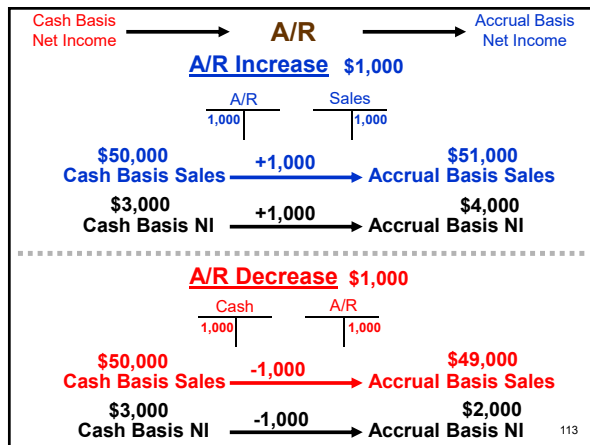 Cash Basis
Net Income
A/R
Accrual Basis
Net Income
A/R Increase $1,000
A/R Sales
1,000 1,000
$50,000 +1,000 $51,000
Cash Basis Sales Accrual Basis Sales
$3,000 +1,000 $4,000
Cash Basis NI Accrual Basis NI
A/R Decrease $1,000
Cash A/R
1,000 1,000
$50,000 -1,000 $49,000
Cash Basis Sales Accrual Basis Sales
$3,000 -1,000 $2,000
Cash Basis NI Accrual Basis NI
113